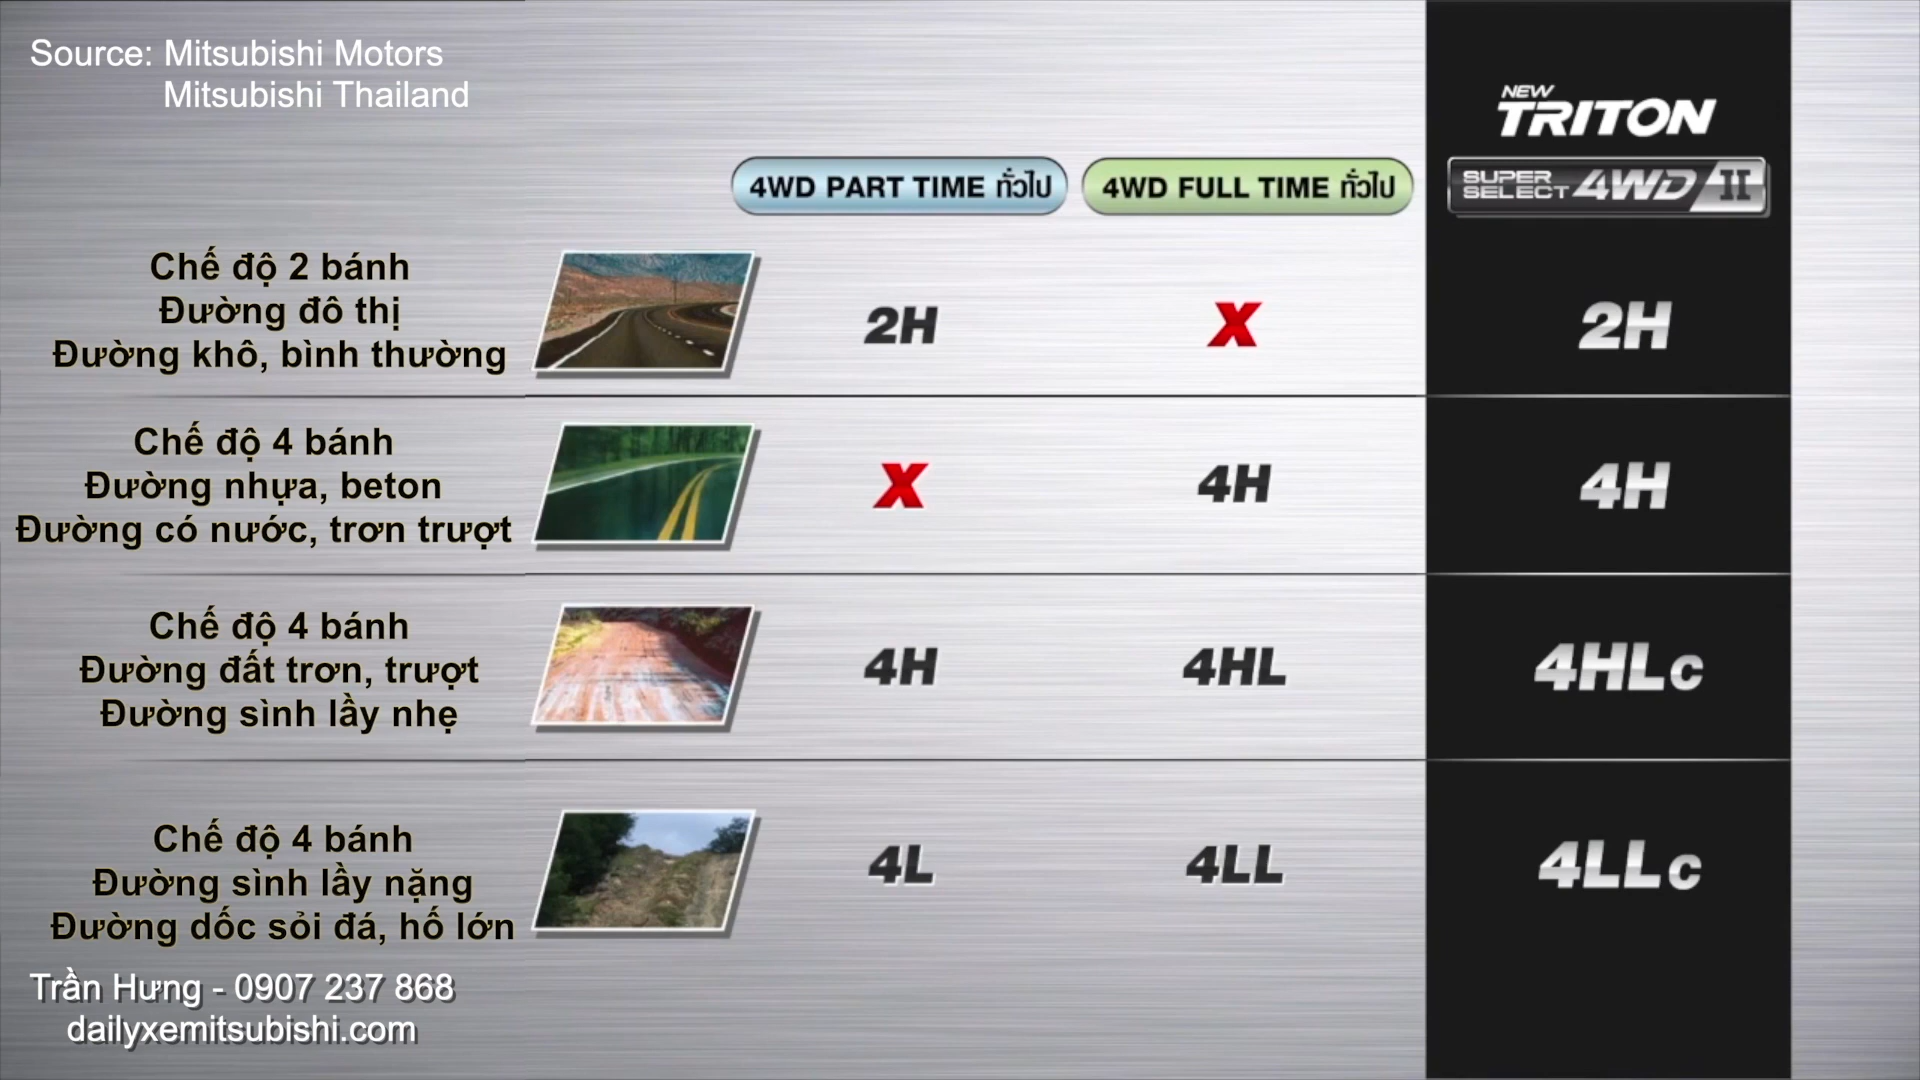 Source: Mitsubishi Motors
Mitsubishi Thailand
NEW
TRITON
4WD PART TIME ทั่วไป
4WD FULL TIME ทั่วไป
SUPER SELECT 4WD II
Chế độ 2 bánh
Đường đô thị
Đường khô, bình thường
2H
X
2H
Chế độ 4 bánh
Đường nhựa, beton
Đường có nước, trơn trượt
X
4H
4H
Chế độ 4 bánh
Đường đất trơn, trượt
Đường sình lầy nhẹ
4H
4HL
4HLc
Chế độ 4 bánh
Đường sình lầy nặng
Đường dốc sỏi đá, hố lớn
4L
4LL
4LLc
Trần Hưng - 0907 237 868
dailyxemitsubishi.com